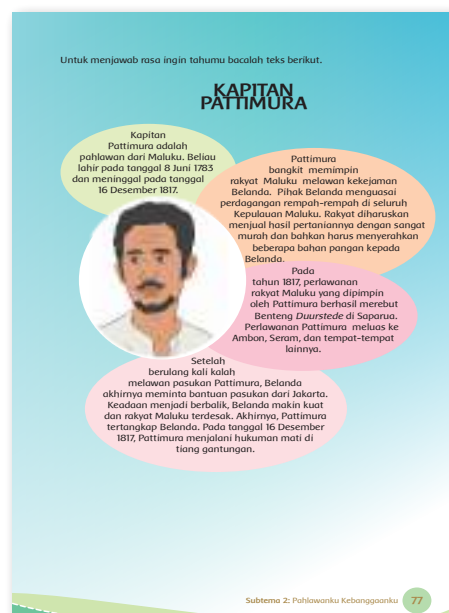 Untuk menjawab rasa ingin tahumu bacalah teks berikut.
KAPITAN
PATTIMURA
Kapitan
Pattimura adalah
pahlawan dari Maluku. Beliau
lahir pada tanggal 8 Juni 1783
dan meninggal pada tanggal
16 Desember 1817.
Pattimura
bangkit memimpin
rakyat Maluku melawan kekejaman
Belanda. Pihak Belanda menguasai
perdagangan rempah-rempah di seluruh
Kepulauan Maluku. Rakyat diharuskan
menjual hasil pertaniannya dengan sangat
murah dan bahkan harus menyerahkan
beberapa bahan pangan kepada
Belanda.
Pada
tahun 1817, perlawanan
rakyat Maluku yang dipimpin
oleh Pattimura berhasil merebut
Benteng Duurstede di Saparua.
Perlawanan Pattimura meluas ke
Ambon, Seram, dan tempat-tempat
lainnya.
Setelah
berulang kali kalah
melawan pasukan Pattimura, Belanda
akhirnya meminta bantuan pasukan dari Jakarta.
Keadaan menjadi berbalik, Belanda makin kuat
dan rakyat Maluku terdesak. Akhirnya, Pattimura
tertangkap Belanda. Pada tanggal 16 Desember
1817, Pattimura menjalani hukuman mati di
tiang gantungan.
Subtema 2: Pahlawanku Kebanggaanku 77